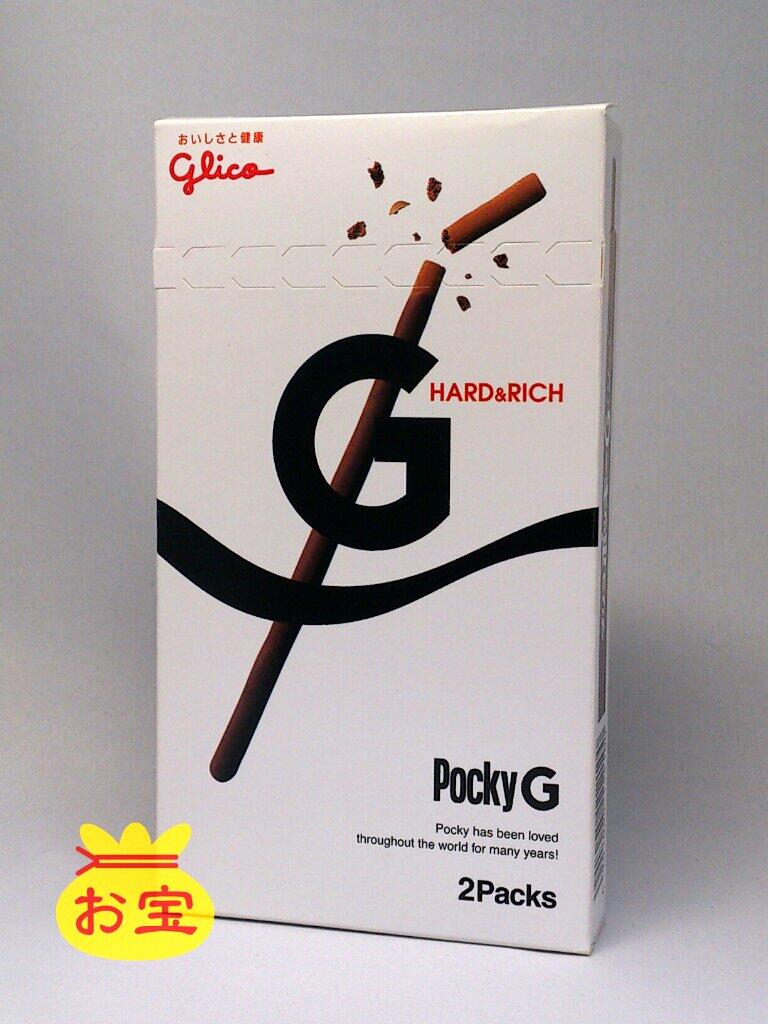 おいしさと健康
Glico
G
HARD&RICH
Pocky G
Pocky has been loved
throughout the world for many years!
2Packs
お宝